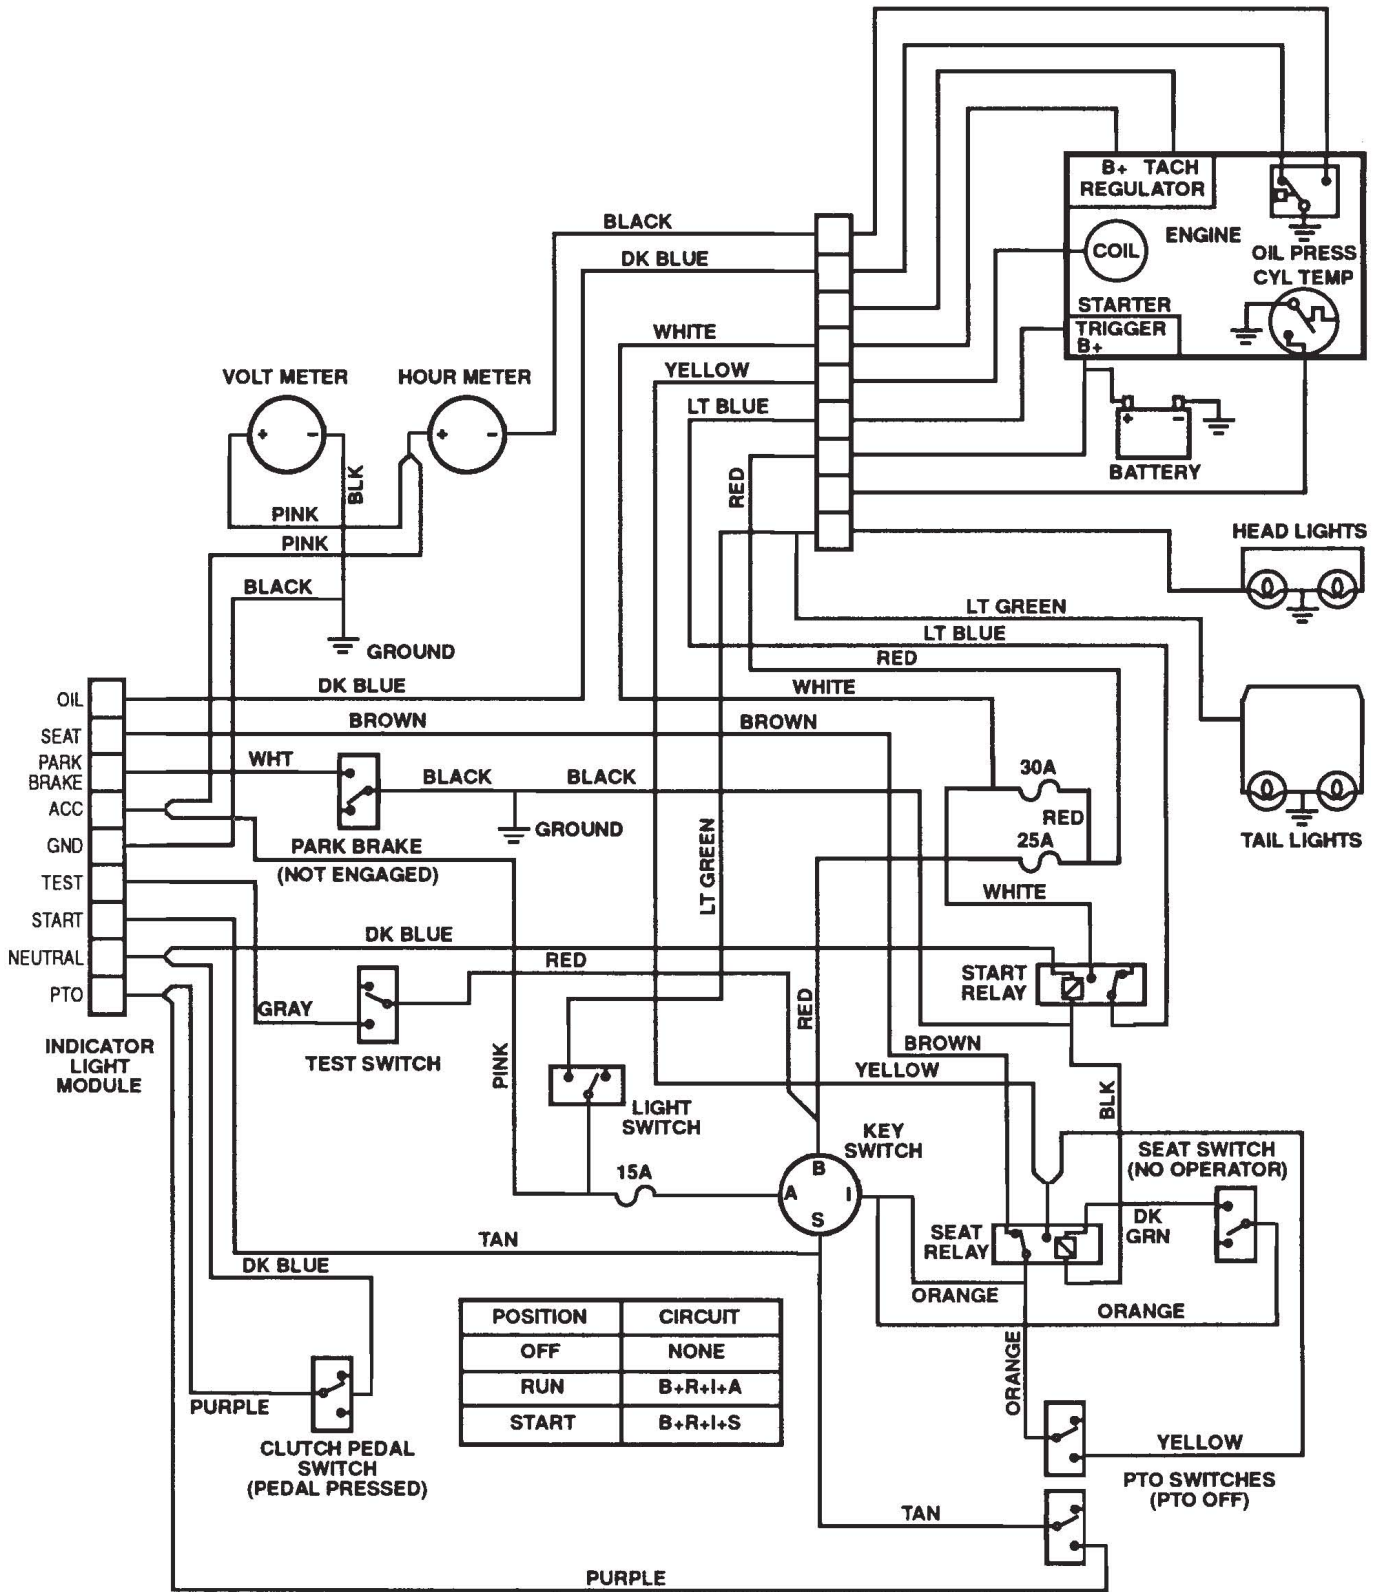 B+ TACH
REGULATOR
COIL
ENGINE
OIL PRESS
CYL TEMP
STARTER
TRIGGER
B+
BLACK
DK BLUE
WHITE
YELLOW
LT BLUE
RED
VOLT METER
HOUR METER
+
-
+
-
BLK
PINK
PINK
BLACK
GROUND
+
-
BATTERY
HEAD LIGHTS
LT GREEN
LT BLUE
RED
WHITE
DK BLUE
BROWN
BROWN
OIL
SEAT
PARK
BRAKE
ACC
GND
TEST
START
NEUTRAL
PTO
INDICATOR
LIGHT
MODULE
WHT
BLACK
BLACK
GROUND
PARK BRAKE
(NOT ENGAGED)
30A
RED
25A
WHITE
TAIL LIGHTS
LT GREEN
DK BLUE
RED
GRAY
TEST SWITCH
START
RELAY
RED
BROWN
YELLOW
PINK
LIGHT
SWITCH
KEY
SWITCH
BLK
SEAT SWITCH
(NO OPERATOR)
15A
B
A
I
S
SEAT
RELAY
DK
GRN
TAN
DK BLUE
ORANGE
ORANGE
ORANGE
POSITION CIRCUIT
OFF NONE
RUN B+R+I+A
START B+R+I+S
PURPLE
CLUTCH PEDAL
SWITCH
(PEDAL PRESSED)
YELLOW
PTO SWITCHES
(PTO OFF)
TAN
PURPLE